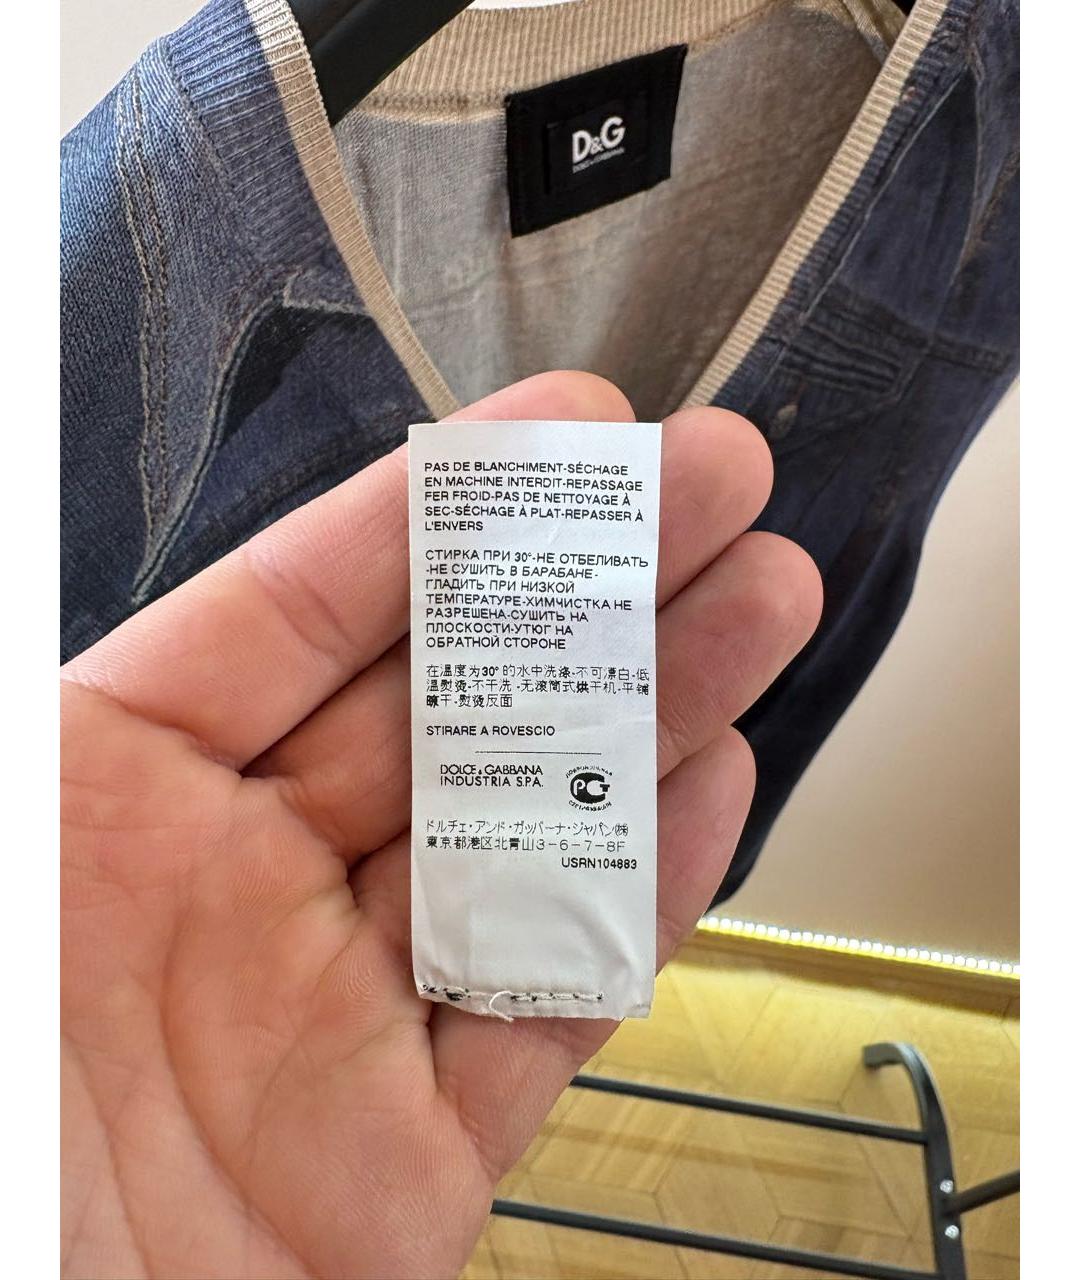 D&G
DOLCE & GABBANA
PAS DE BLANCHIMENT-SÉCHAGE
EN MACHINE INTERDIT-REPASSAGE
FER FROID-PAS DE NETTOYAGE À
SEC-SÉCHAGE À PLAT-REPASSER À
L'ENVERS
СТИРКА ПРИ 30°-НЕ ОТБЕЛИВАТЬ
-НЕ СУШИТЬ В БАРАБАНЕ-
ГЛАДИТЬ ПРИ НИЗКОЙ
ТЕМПЕРАТУРЕ-ХИМЧИСТКА НЕ
РАЗРЕШЕНА-СУШИТЬ НА
ПЛОСКОСТИ-УТЮГ НА
ОБРАТНОЙ СТОРОНЕ
在温度为30° 的水中洗涤-不可漂白-低
温熨烫-不干洗-无滚筒式烘干机-平铺
晾干-熨烫反面
STIRARE A ROVESCIO
DOLCE & GABBANA
INDUSTRIA S.P.A.
РСТ
ドルチェ・アンド・ガッバーナ・ジャパン㈱
東京都港区北青山3-6-7-8F
USRN104883